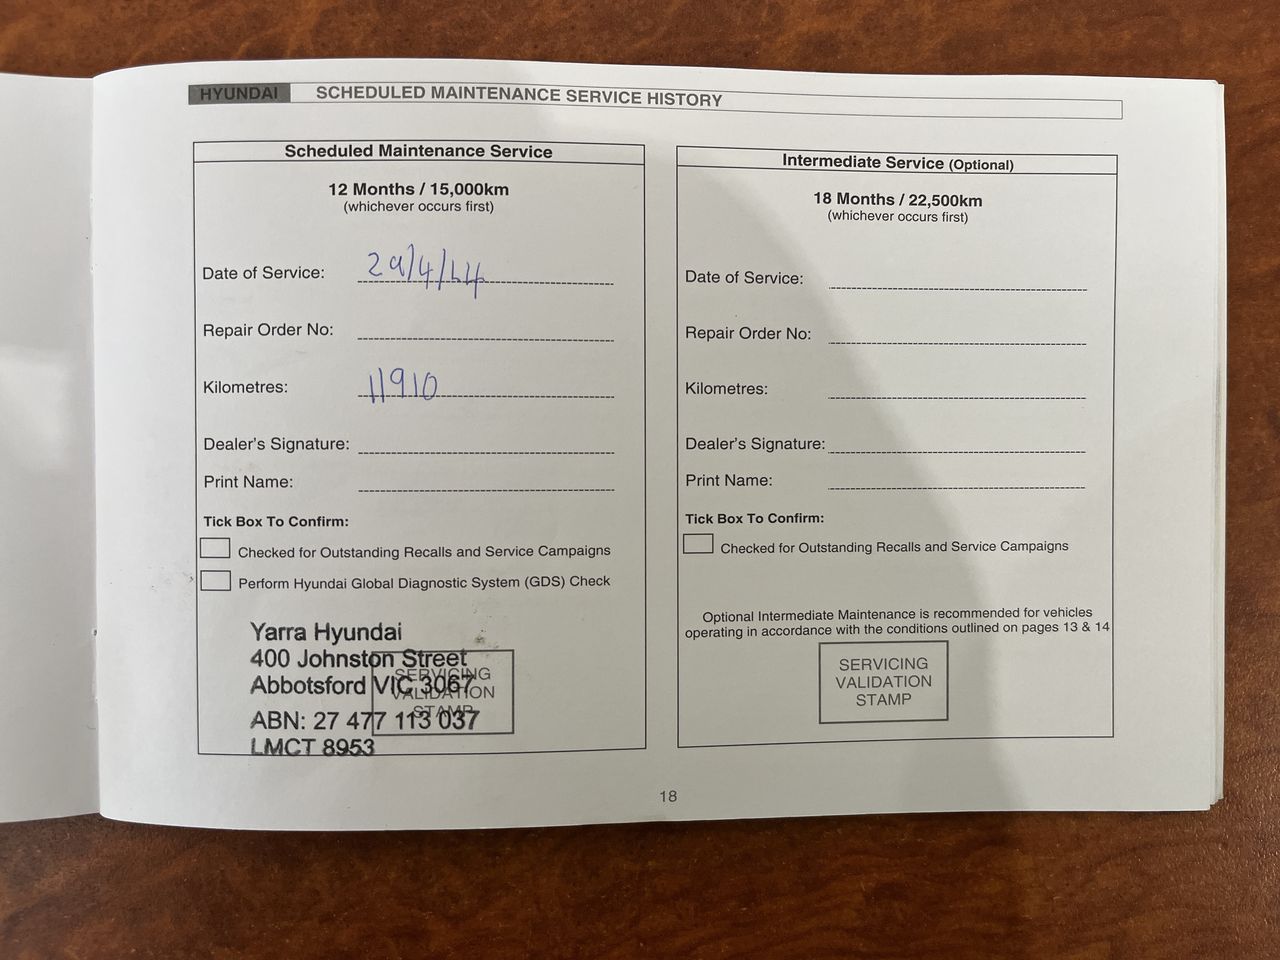 HYUNDAI SCHEDULED MAINTENANCE SERVICE HISTORY
Scheduled Maintenance Service
12 Months / 15,000km
(whichever occurs first)
Date of Service:
Repair Order No:
Kilometres: 11910
Dealer's Signature:
Print Name:
Tick Box To Confirm:
Checked for Outstanding Recalls and Service Campaigns
Perform Hyundai Global Diagnostic System (GDS) Check
Yarra Hyundai
400 Johnston Street
Abbotsford VIC 3067
ABN: 27 477 113 037
LMCT 8953
SERVICING
VALIDATION
STAMP
Intermediate Service (Optional)
18 Months / 22,500km
(whichever occurs first)
Date of Service:
Repair Order No:
Kilometres:
Dealer's Signature:
Print Name:
Tick Box To Confirm:
Checked for Outstanding Recalls and Service Campaigns
Optional Intermediate Maintenance is recommended for vehicles
operating in accordance with the conditions outlined on pages 13 & 14
SERVICING
VALIDATION
STAMP
18